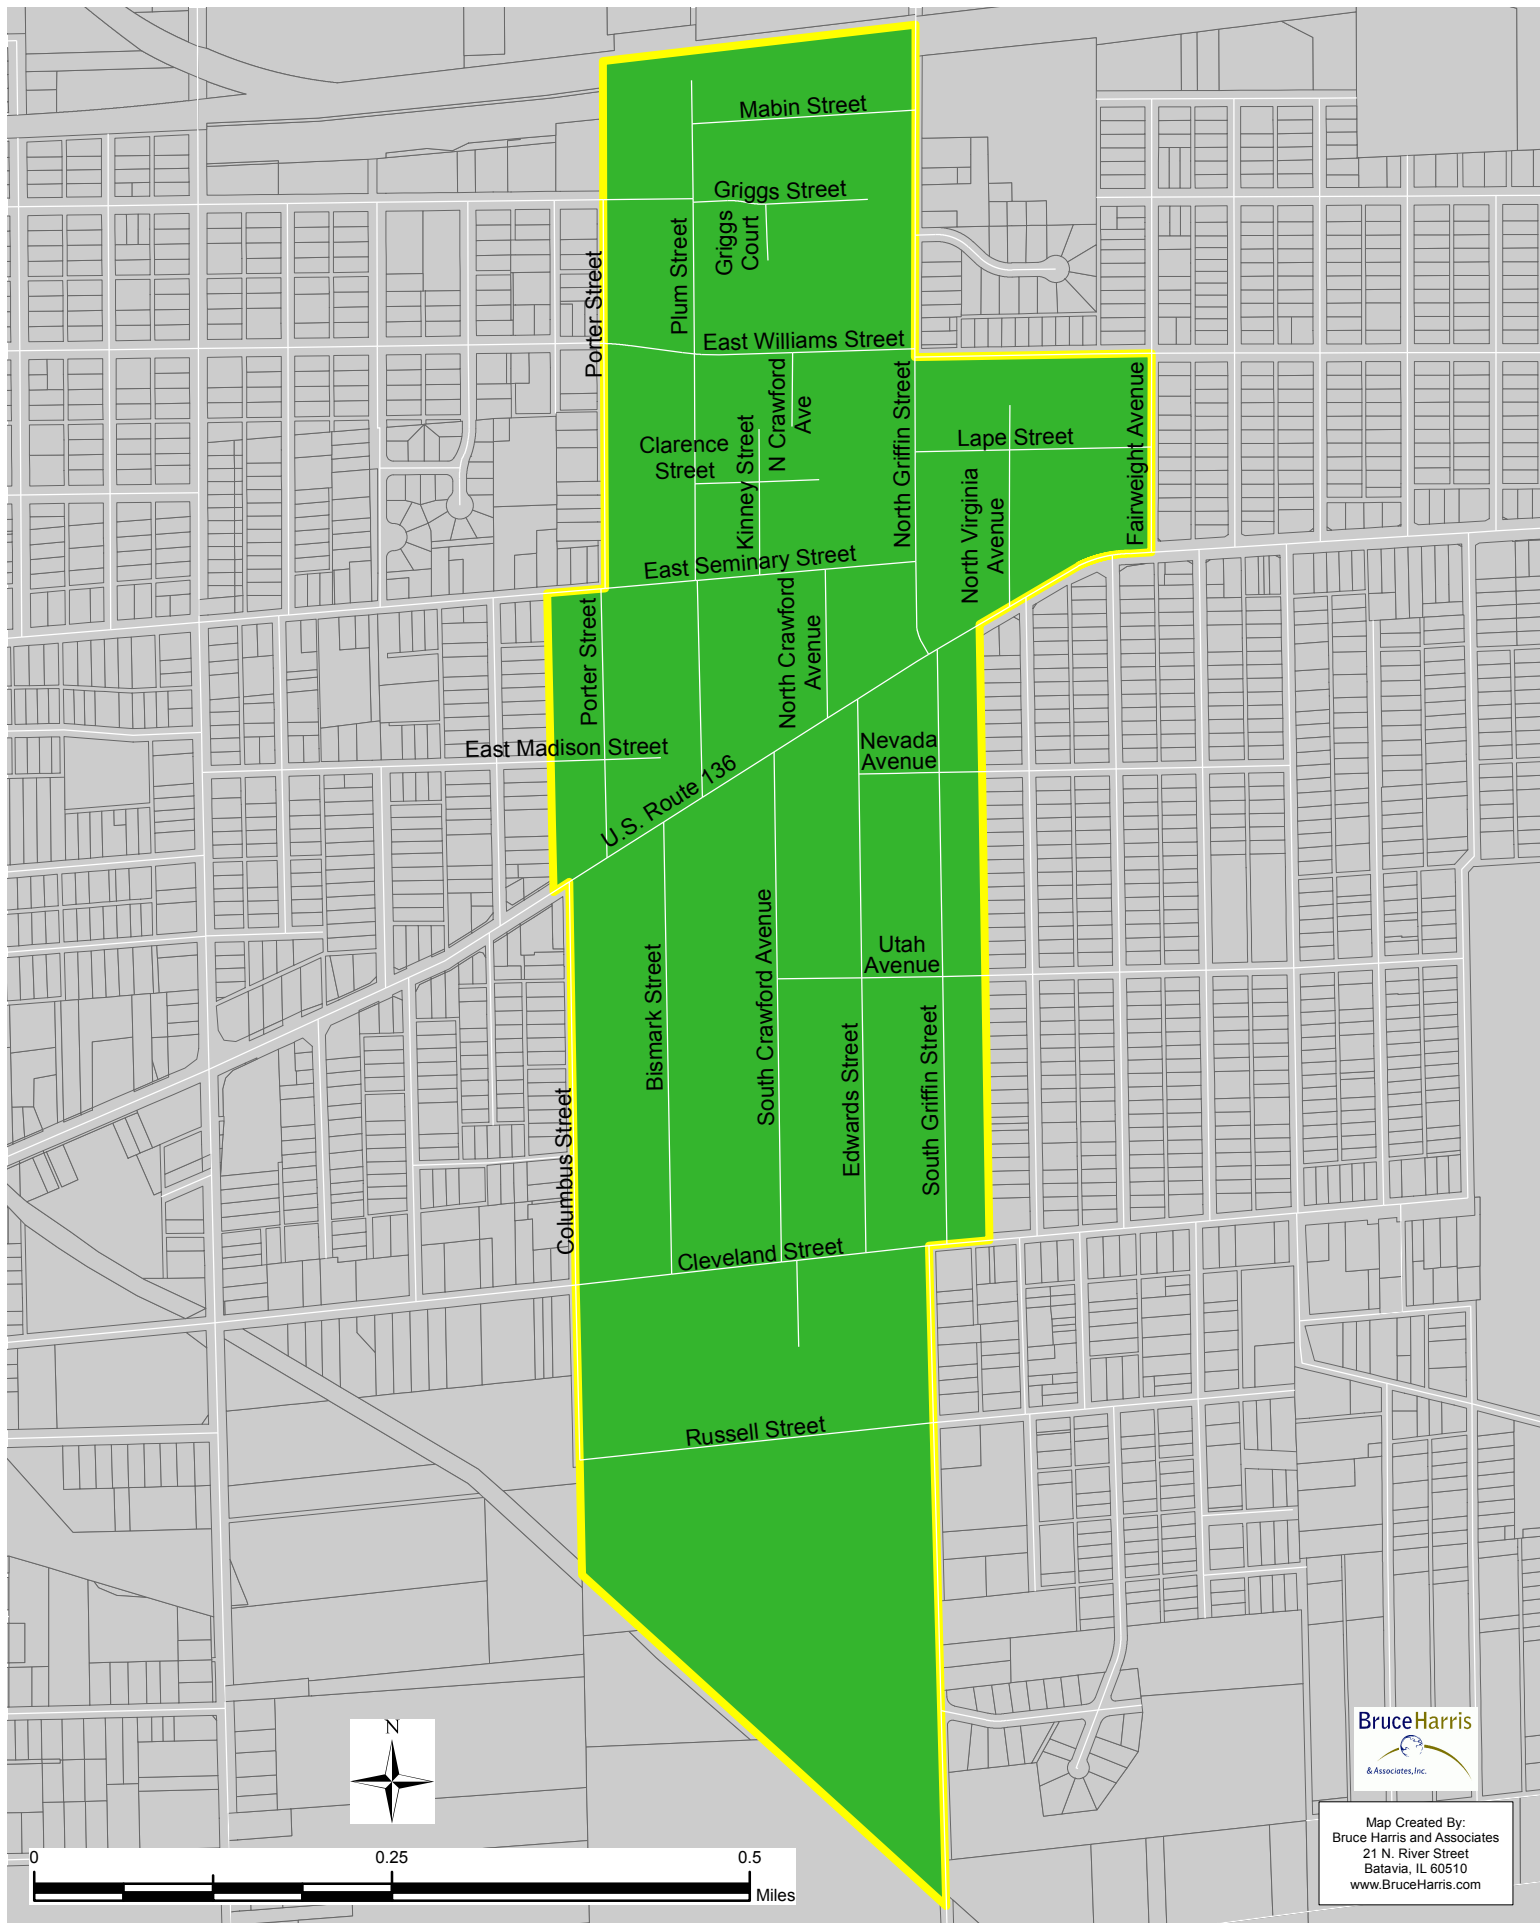 Mabin Street
Griggs Street
Griggs
Court
Plum Street
Porter Street
East Williams Street
N Crawford
Ave
North Griffin Street
Fairweight Avenue
Clarence
Street
Kinney Street
Lape Street
North Virginia
Avenue
East Seminary Street
Porter Street
North Crawford
Avenue
East Madison Street
Nevada
Avenue
U.S. Route 136
Utah
Avenue
Bismark Street
South Crawford Avenue
Edwards Street
South Griffin Street
Columbus Street
Cleveland Street
Russell Street
N
BruceHarris
& Associates, Inc.
Map Created By:
Bruce Harris and Associates
21 N. River Street
Batavia, IL 60510
www.BruceHarris.com
0 0.25 0.5
Miles